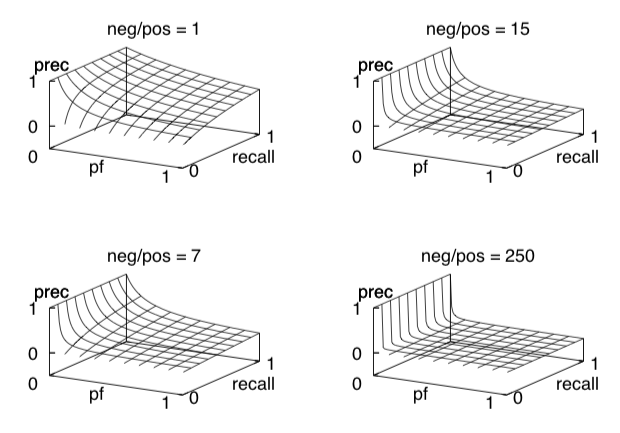 neg/pos = 1
prec
1
0
0
pf
1
0
recall
1
neg/pos = 15
prec
1
0
0
pf
1
0
recall
1
neg/pos = 7
prec
1
0
0
pf
1
0
recall
1
neg/pos = 250
prec
1
0
0
pf
1
0
recall
1